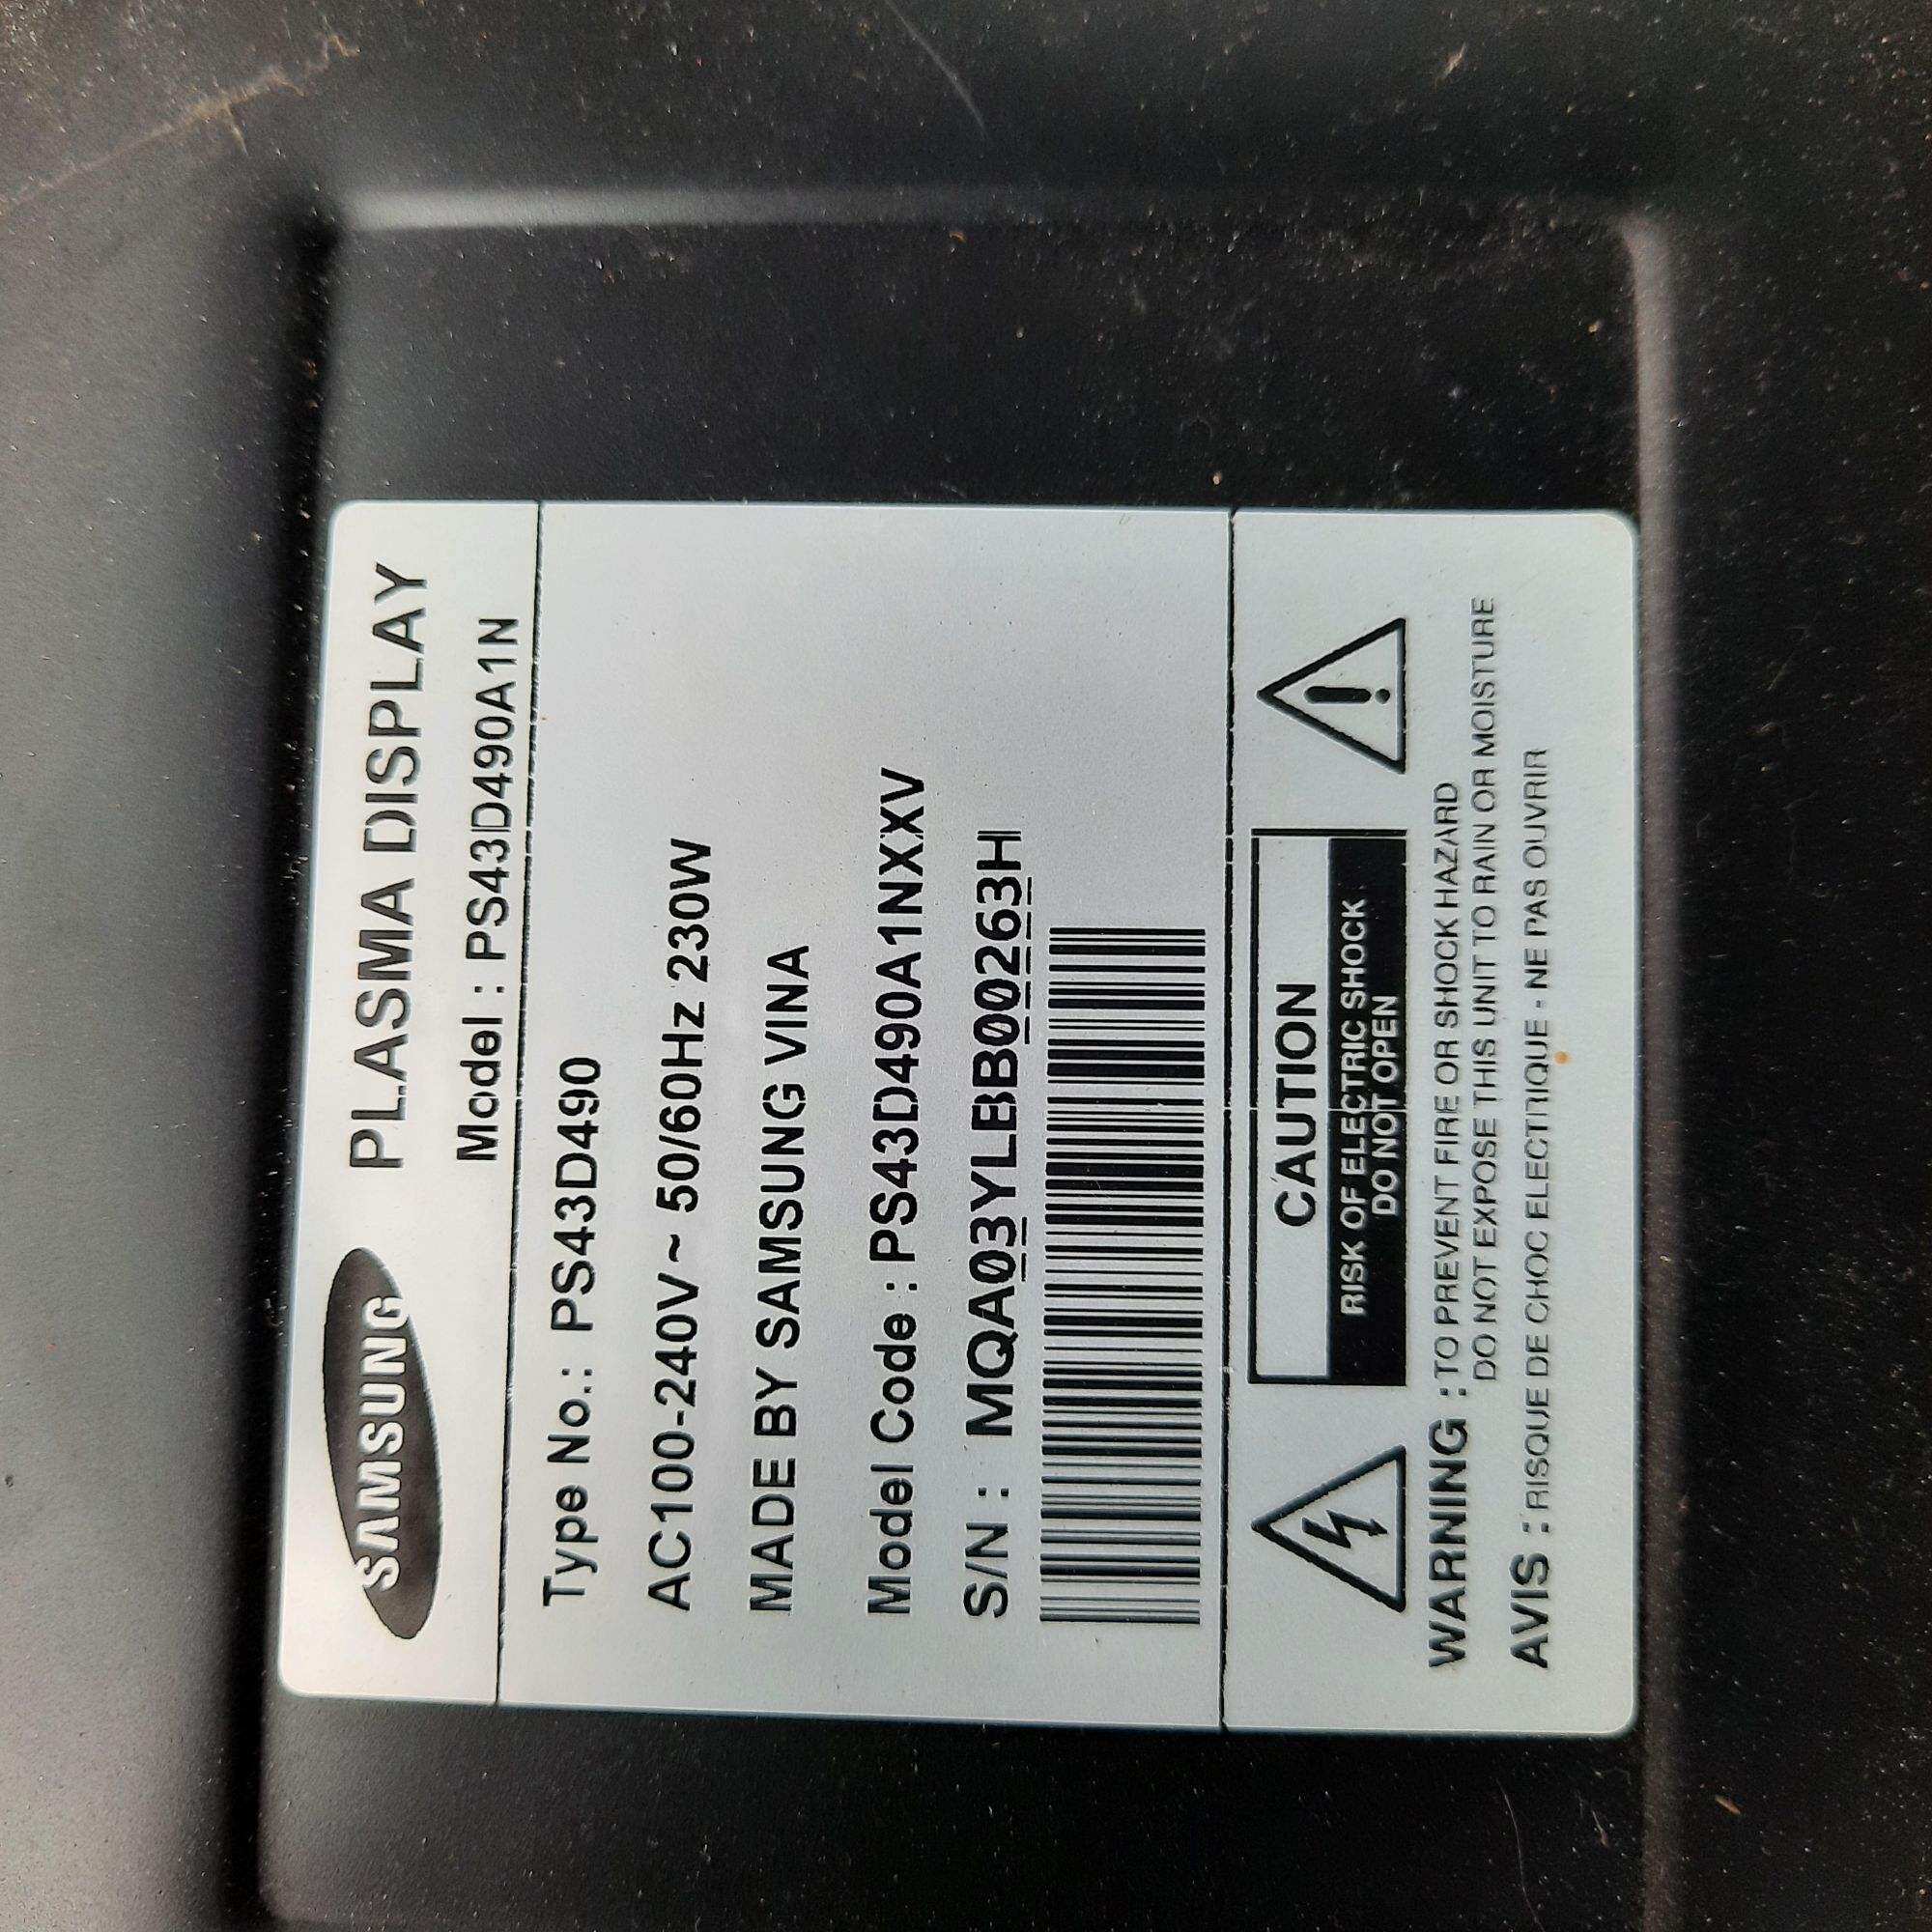 SAMSUNG
PLASMA DISPLAY
Model : PS43D490A1N
Type No.: PS43D490
AC100-240V~ 50/60Hz 230W
MADE BY SAMSUNG VINA
Model Code : PS43D490A1NXXV
S/N : MQA03YLBB00263H
CAUTION
RISK OF ELECTRIC SHOCK
DO NOT OPEN
WARNING : TO PREVENT FIRE OR SHOCK HAZARD
DO NOT EXPOSE THIS UNIT TO RAIN OR MOISTURE
AVIS : RISQUE DE CHOC ELECTRIQUE - NE PAS OUVRIR